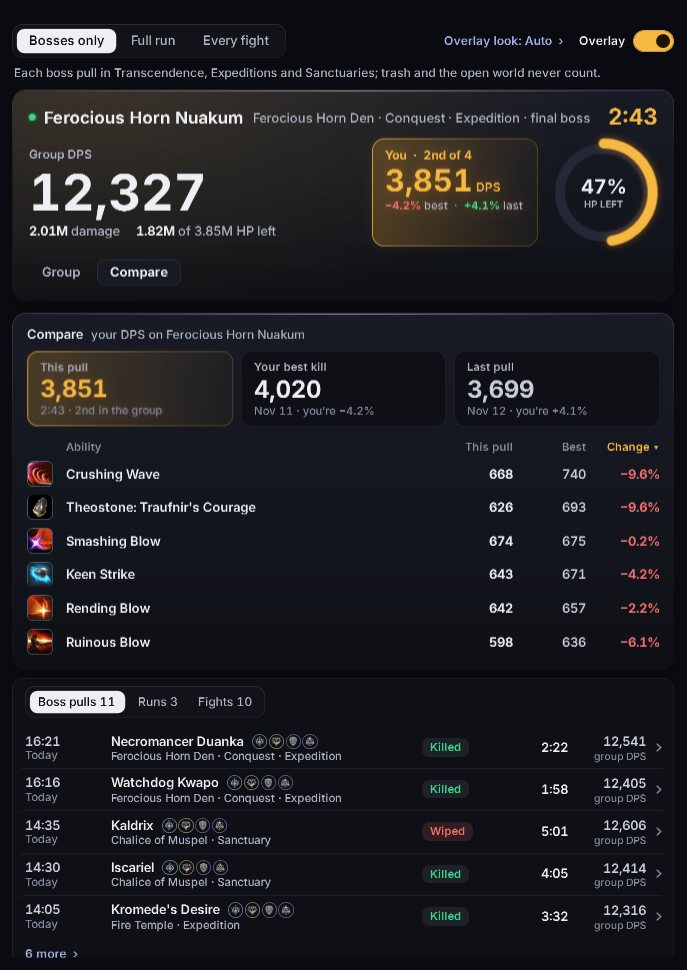 Bosses only Full run Every fight Overlay look: Auto › Overlay
Each boss pull in Transcendence, Expeditions and Sanctuaries; trash and the open world never count.
Ferocious Horn Nuakum Ferocious Horn Den · Conquest · Expedition · final boss 2:43
Group DPS
12,327
2.01M damage 1.82M of 3.85M HP left
You · 2nd of 4
3,851 DPS
−4.2% best · +4.1% last
47%
HP LEFT
Group Compare
Compare your DPS on Ferocious Horn Nuakum
This pull
3,851
2:43 · 2nd in the group
Your best kill
4,020
Nov 11 · you're −4.2%
Last pull
3,699
Nov 12 · you're +4.1%
Ability This pull Best Change ▾
Crushing Wave 668 740 −9.6%
Theostone: Traufnir's Courage 626 693 −9.6%
Smashing Blow 674 675 −0.2%
Keen Strike 643 671 −4.2%
Rending Blow 642 657 −2.2%
Ruinous Blow 598 636 −6.1%
Boss pulls 11 Runs 3 Fights 10
16:21 Necromancer Duanka Killed 2:22 12,541 ›
Today Ferocious Horn Den · Conquest · Expedition group DPS
16:16 Watchdog Kwapo Killed 1:58 12,405 ›
Today Ferocious Horn Den · Conquest · Expedition group DPS
14:35 Kaldrix Wiped 5:01 12,606 ›
Today Chalice of Muspel · Sanctuary group DPS
14:30 Iscariel Killed 4:05 12,414 ›
Today Chalice of Muspel · Sanctuary group DPS
14:05 Kromede's Desire Killed 3:32 12,316 ›
Today Fire Temple · Expedition group DPS
6 more ›